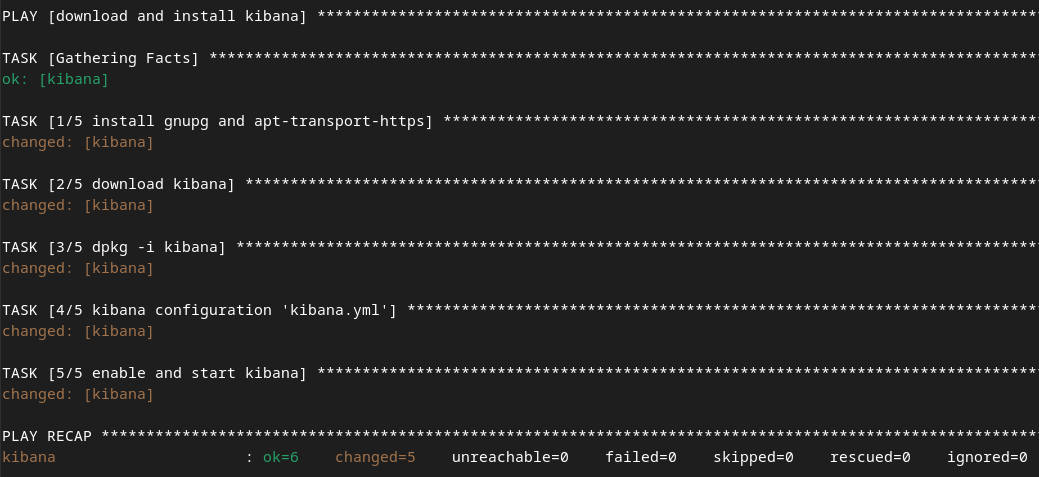 PLAY [download and install kibana] ********************************************************************************
TASK [Gathering Facts] ********************************************************************************************
ok: [kibana]
TASK [1/5 install gnupg and apt-transport-https] ******************************************************************
changed: [kibana]
TASK [2/5 download kibana] ****************************************************************************************
changed: [kibana]
TASK [3/5 dpkg -i kibana] *****************************************************************************************
changed: [kibana]
TASK [4/5 kibana configuration 'kibana.yml'] **********************************************************************
changed: [kibana]
TASK [5/5 enable and start kibana] ********************************************************************************
changed: [kibana]
PLAY RECAP ********************************************************************************************************
kibana                     : ok=6    changed=5    unreachable=0    failed=0    skipped=0    rescued=0    ignored=0